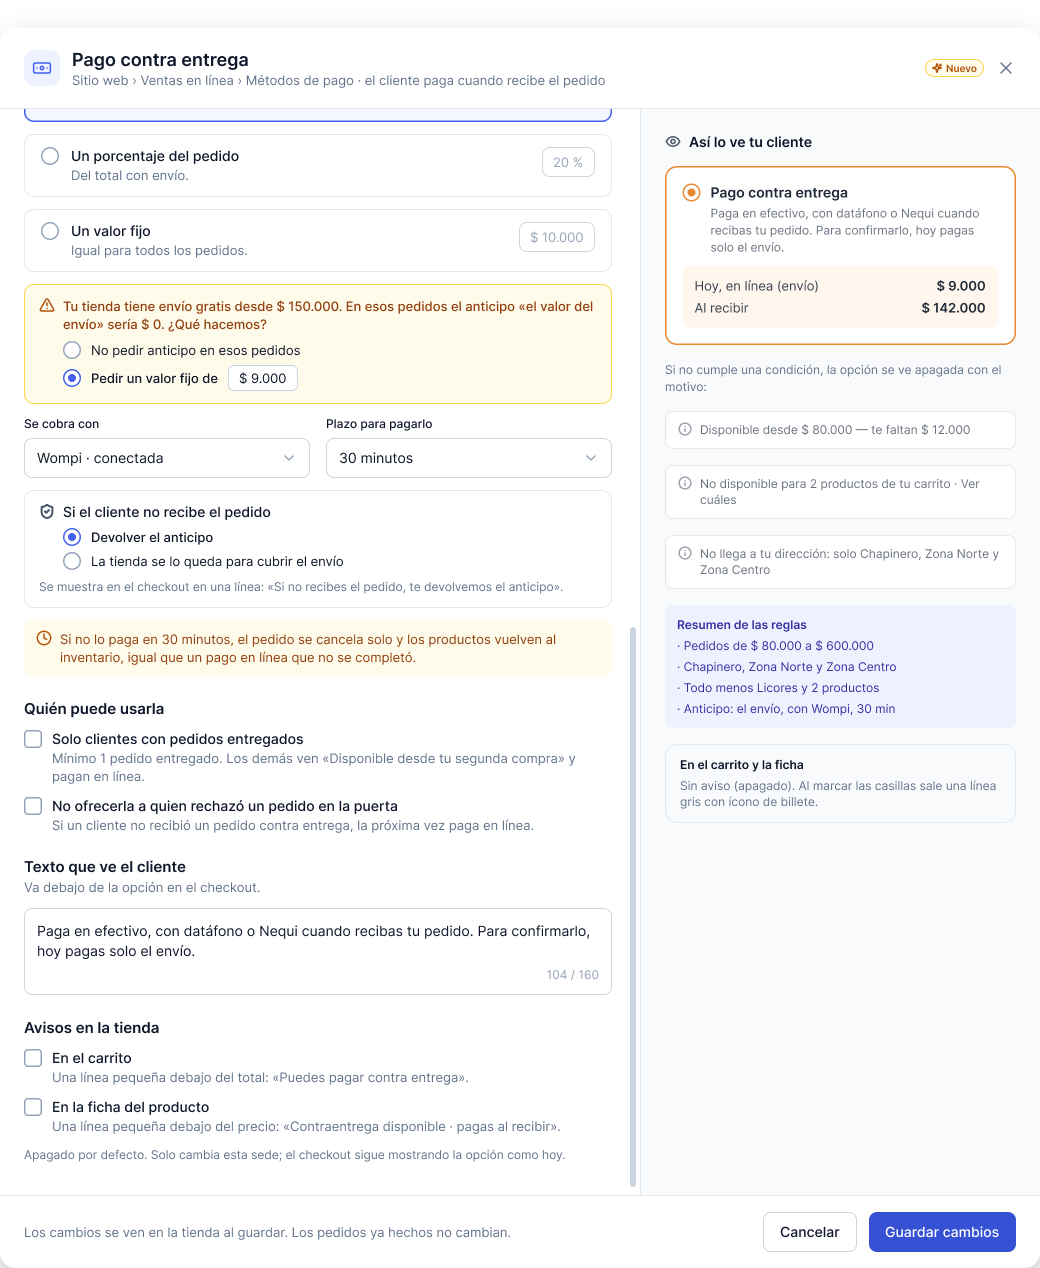 Pago contra entrega
Sitio web › Ventas en línea › Métodos de pago · el cliente paga cuando recibe el pedido
Nuevo
Un porcentaje del pedido
Del total con envío.
20 %
Un valor fijo
Igual para todos los pedidos.
$ 10.000
Tu tienda tiene envío gratis desde $ 150.000. En esos pedidos el anticipo «el valor del
envío» sería $ 0. ¿Qué hacemos?
No pedir anticipo en esos pedidos
Pedir un valor fijo de
$ 9.000
Se cobra con
Plazo para pagarlo
Wompi · conectada
30 minutos
Si el cliente no recibe el pedido
Devolver el anticipo
La tienda se lo queda para cubrir el envío
Se muestra en el checkout en una línea: «Si no recibes el pedido, te devolvemos el anticipo».
Si no lo paga en 30 minutos, el pedido se cancela solo y los productos vuelven al
inventario, igual que un pago en línea que no se completó.
Quién puede usarla
Solo clientes con pedidos entregados
Mínimo 1 pedido entregado. Los demás ven «Disponible desde tu segunda compra» y
pagan en línea.
No ofrecerla a quien rechazó un pedido en la puerta
Si un cliente no recibió un pedido contra entrega, la próxima vez paga en línea.
Texto que ve el cliente
Va debajo de la opción en el checkout.
Paga en efectivo, con datáfono o Nequi cuando recibas tu pedido. Para confirmarlo,
hoy pagas solo el envío.
104 / 160
Avisos en la tienda
En el carrito
Una línea pequeña debajo del total: «Puedes pagar contra entrega».
En la ficha del producto
Una línea pequeña debajo del precio: «Contraentrega disponible · pagas al recibir».
Apagado por defecto. Solo cambia esta sede; el checkout sigue mostrando la opción como hoy.
Así lo ve tu cliente
Pago contra entrega
Paga en efectivo, con datáfono o Nequi cuando
recibas tu pedido. Para confirmarlo, hoy pagas
solo el envío.
Hoy, en línea (envío)
$ 9.000
Al recibir
$ 142.000
Si no cumple una condición, la opción se ve apagada con el
motivo:
Disponible desde $ 80.000 — te faltan $ 12.000
No disponible para 2 productos de tu carrito · Ver
cuáles
No llega a tu dirección: solo Chapinero, Zona Norte y
Zona Centro
Resumen de las reglas
· Pedidos de $ 80.000 a $ 600.000
· Chapinero, Zona Norte y Zona Centro
· Todo menos Licores y 2 productos
· Anticipo: el envío, con Wompi, 30 min
En el carrito y la ficha
Sin aviso (apagado). Al marcar las casillas sale una línea
gris con ícono de billete.
Los cambios se ven en la tienda al guardar. Los pedidos ya hechos no cambian.
Cancelar
Guardar cambios